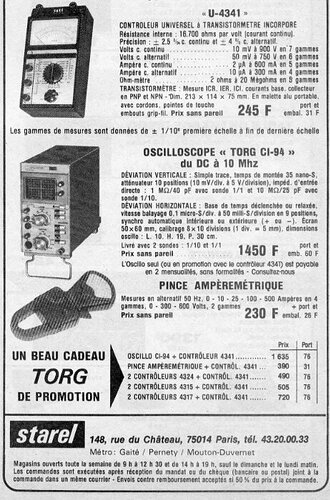 « U-4341 »
CONTROLEUR UNIVERSEL A TRANSISTORMETRE INCORPORE
Résistance interne : 16.700 ohms par volt (courant continu).
Précision : ± 2,5 % c. continu et ± 4 % c. alternatif.
Volts c. continu 10 mV à 900 V en 7 gammes
Volts c. alternatif 50 mV à 750 V en 6 gammes
Ampère c. continu 2 µA à 600 mA en 5 gammes
Ampère c. alternatif 10 µA à 300 mA en 4 gammes
Ohm-mètre 2 ohms à 20 Mégohms en 5 gammes
TRANSISTORMÈTRE : Mesure ICR, IER, ICI, courants base, collecteur
en PNP et NPN - Dim. 213 × 114 × 75 mm. En malette alu portable,
avec cordons, pointes de touche
embouts grip-fil. Prix sans pareil 245 F port et
embal. 31 F
Les gammes de mesures sont données de ± 1/10e première échelle à fin de dernière échelle
OSCILLOSCOPE « TORG CI-94 »
du DC à 10 Mhz
DÉVIATION VERTICALE : Simple trace, temps de montée 35 nano-S,
atténuateur 10 positions (10 mV/div. à 5 V/division), impéd. d'entrée
directe : 1 MΩ/40 pF avec sonde 1/1 et 10 MΩ/25 pF avec
sonde 1/10.
DÉVIATION HORIZONTALE : Base de temps déclenchée ou relaxée,
vitesse balayage 0,1 micro-S/div. à 50 milli-S/division en 9 positions,
synchro automatique intérieure ou extérieure (+ ou -). Écran
50×60 mm, calibrage 8×10 divisions (1 div. = 5 mm), dimensions
oscillo : L. 10. H. 19. P. 30 cm.
Livré avec 2 sondes : 1/10 et 1/1
Prix sans pareil 1450 F port et
emb. 60 F
L'Oscillo seul (ou en promotion avec le contrôleur 4341) est payable
en 2 mensualités, sans formalités - Consultez-nous
PINCE AMPÈREMÉTRIQUE
Mesures en alternatif 50 Hz, 0 - 10 - 25 - 100 - 500 Ampères en 4
gammes, 0 - 300 - 600 Volts, 2 gammes
Prix sans pareil 230 F port et
embal. 26 F
UN BEAU CADEAU
TORG
DE PROMOTION
Prix Port
OSCILLO CI-94 + CONTRÔLEUR 4341 1 635 76
PINCE AMPÈREMÉTRIQUE + CONTRÔL. 4341 390 31
2 CONTRÔLEURS 4324 + CONTRÔL. 4341 490 76
2 CONTRÔLEURS 4315 + CONTRÔL. 4341 505 76
2 CONTRÔLEURS 4317 + CONTRÔL. 4341 720 76
starel
148, rue du Château, 75014 Paris, tél. 43.20.00.33
Métro : Gaîté / Pernety / Mouton-Duvernet
Magasins ouverts toute la semaine de 9 h à 12 h 30 et de 14 h à 19 h, sauf le dimanche et le lundi matin.
Les commandes sont exécutées après réception du mandat ou du chèque (bancaire ou postal) joint à la
commande dans un même courrier - Envois contre remboursement acceptés si 50 % du prix à la commande.